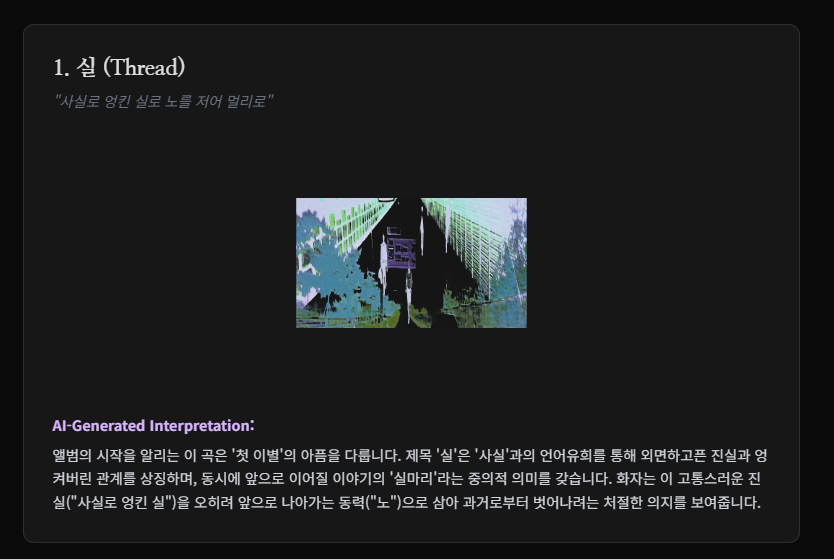 1. 실 (Thread)
"사실로 엉킨 실로 노를 저어 멀리로"
AI-Generated Interpretation:
앨범의 시작을 알리는 이 곡은 '첫 이별'의 아픔을 다룹니다. 제목 '실'은 '사실'과의 언어유희를 통해 외면하고픈 진실과 엉
켜버린 관계를 상징하며, 동시에 앞으로 이어질 이야기의 '실마리'라는 중의적 의미를 갖습니다. 화자는 이 고통스러운 진
실("사실로 엉킨 실")을 오히려 앞으로 나아가는 동력("노")으로 삼아 과거로부터 벗어나려는 처절한 의지를 보여줍니다.